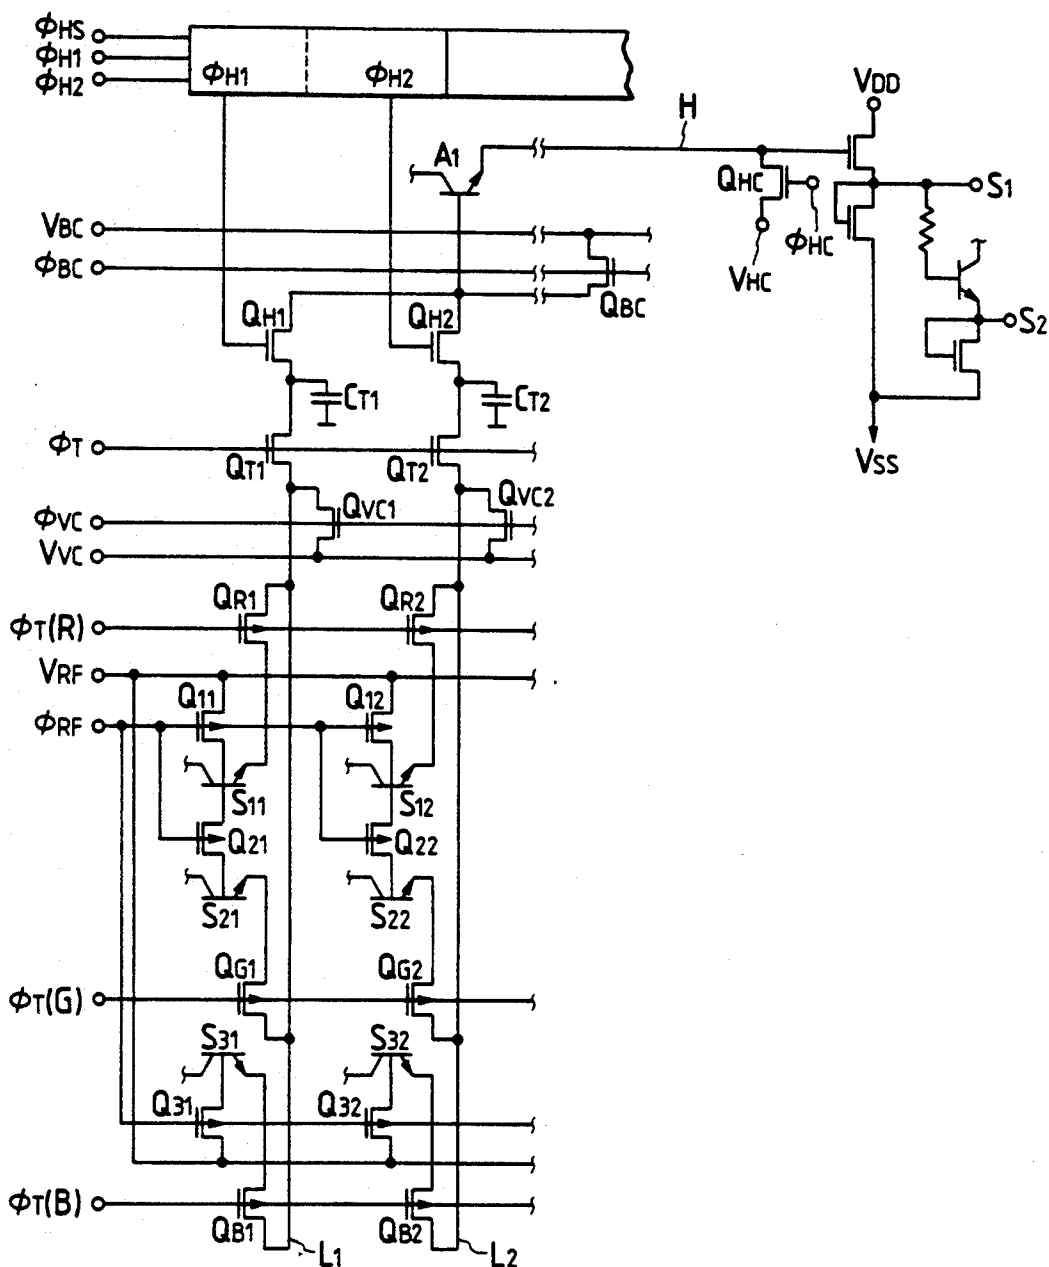 ΦHS
ΦH1
ΦH2
ΦH1 ΦH2
VDD
H
A1
QHC
S1
VBC
ΦHC
ΦBC
VHC
QBC
QH1 QH2
S2
CT1 CT2
ΦT
QT1 QT2
VSS
QVC1 QVC2
ΦVC
VVC
QR1 QR2
ΦT(R)
VRF
Q11 Q12
ΦRF
S11 S12
Q21 Q22
S21 S22
QG1 QG2
ΦT(G)
S31 S32
Q31 Q32
ΦT(B)
QB1 QB2
L1 L2